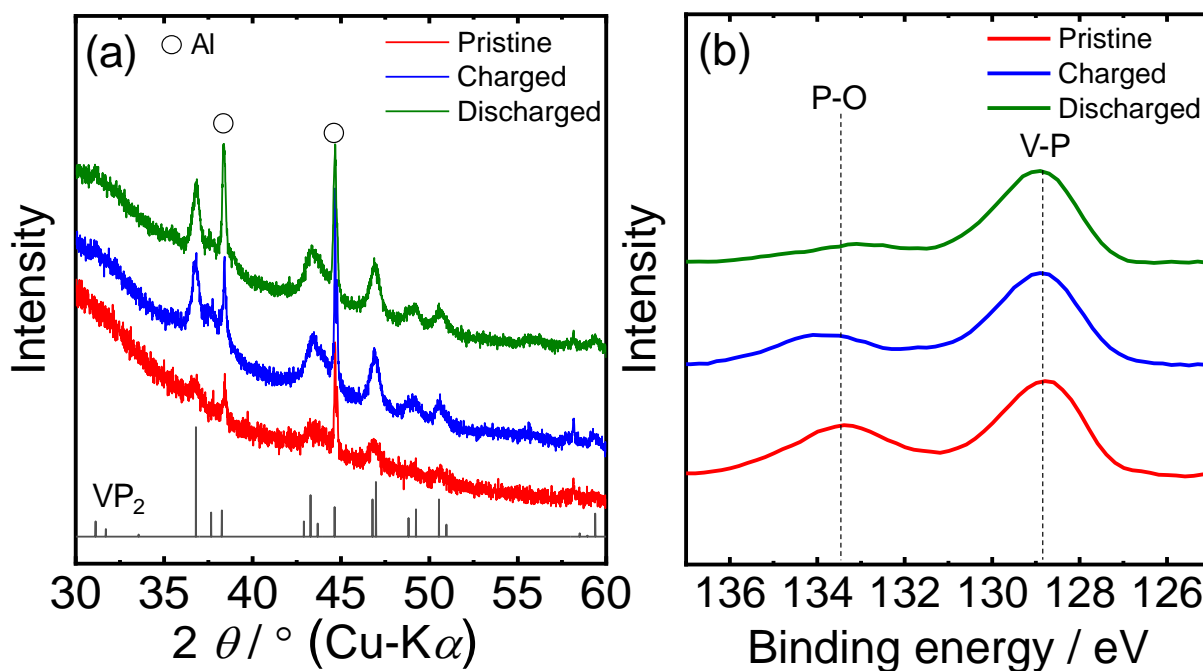 (a)
○ Al
Pristine
Charged
Discharged
Intensity
VP₂
30 35 40 45 50 55 60
2 θ / ° (Cu-Kα)
(b)
Pristine
Charged
Discharged
P-O
V-P
Intensity
136 134 132 130 128 126
Binding energy / eV